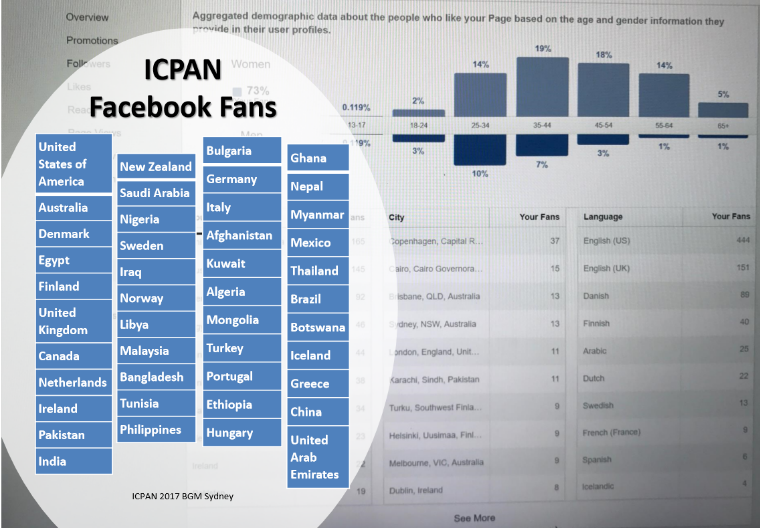 Overview
Promotions
Followers
Likes
Aggregated demographic data about the people who like your Page based on the age and gender information they
provide in their user profiles.
Women
73%
Men
0.119%
2%
14%
19%
18%
14%
5%
13-17
18-24
25-34
35-44
45-54
55-64
65+
3%
10%
7%
3%
1%
1%
ICPAN
Facebook Fans
United
States of
America
Australia
Denmark
Egypt
Finland
United
Kingdom
Canada
Netherlands
Ireland
Pakistan
India
New Zealand
Saudi Arabia
Nigeria
Sweden
Iraq
Norway
Libya
Malaysia
Bangladesh
Tunisia
Philippines
Bulgaria
Germany
Italy
Afghanistan
Kuwait
Algeria
Mongolia
Turkey
Portugal
Ethiopia
Hungary
Ghana
Nepal
Myanmar
Mexico
Thailand
Brazil
Botswana
Iceland
Greece
China
United
Arab
Emirates
ICPAN 2017 BGM Sydney
City Your Fans
Copenhagen, Capital R... 37
Cairo, Cairo Governora... 15
Brisbane, QLD, Australia 13
Sydney, NSW, Australia 13
London, England, Unit... 11
Karachi, Sindh, Pakistan 11
Turku, Southwest Finla... 9
Helsinki, Uusimaa, Finl... 9
Melbourne, VIC, Australia 9
Dublin, Ireland 8
Language Your Fans
English (US) 444
English (UK) 151
Danish 89
Finnish 40
Arabic 25
Dutch 22
Swedish 13
French (France) 9
Spanish 6
Icelandic 4
See More